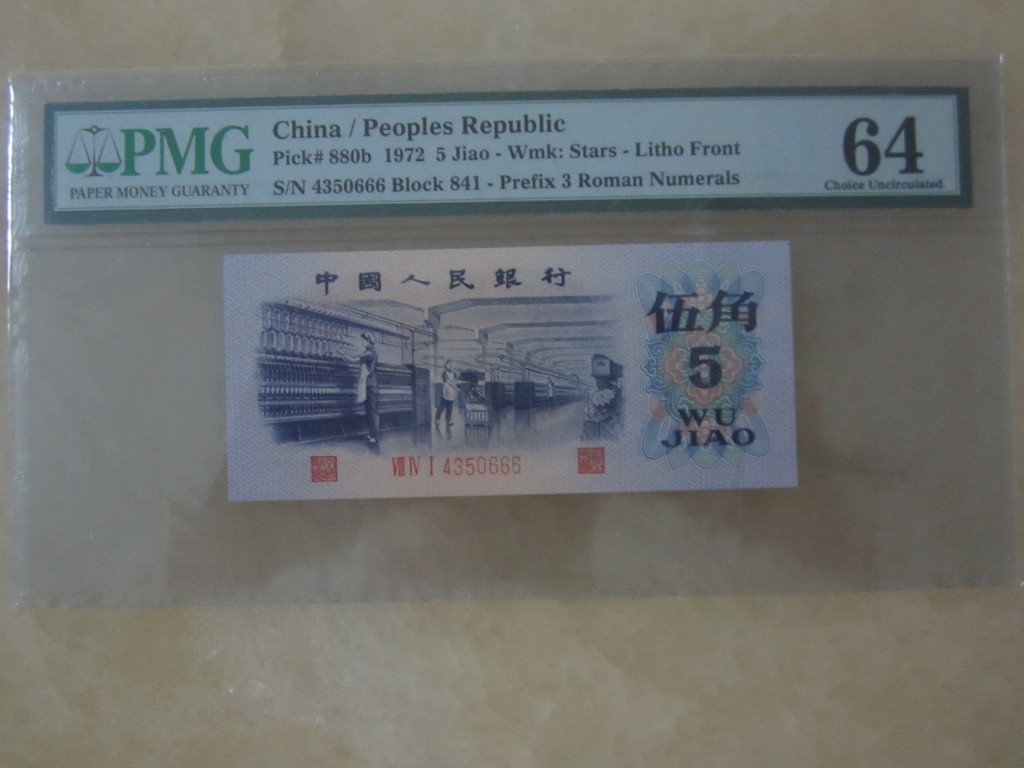 PMG
PAPER MONEY GUARANTY
China / Peoples Republic
Pick# 880b 1972 5 Jiao - Wmk: Stars - Litho Front
S/N 4350666 Block 841 - Prefix 3 Roman Numerals
64
Choice Uncirculated
中國人民銀行
伍角
5
WU
JIAO
VIII IV I 4350666